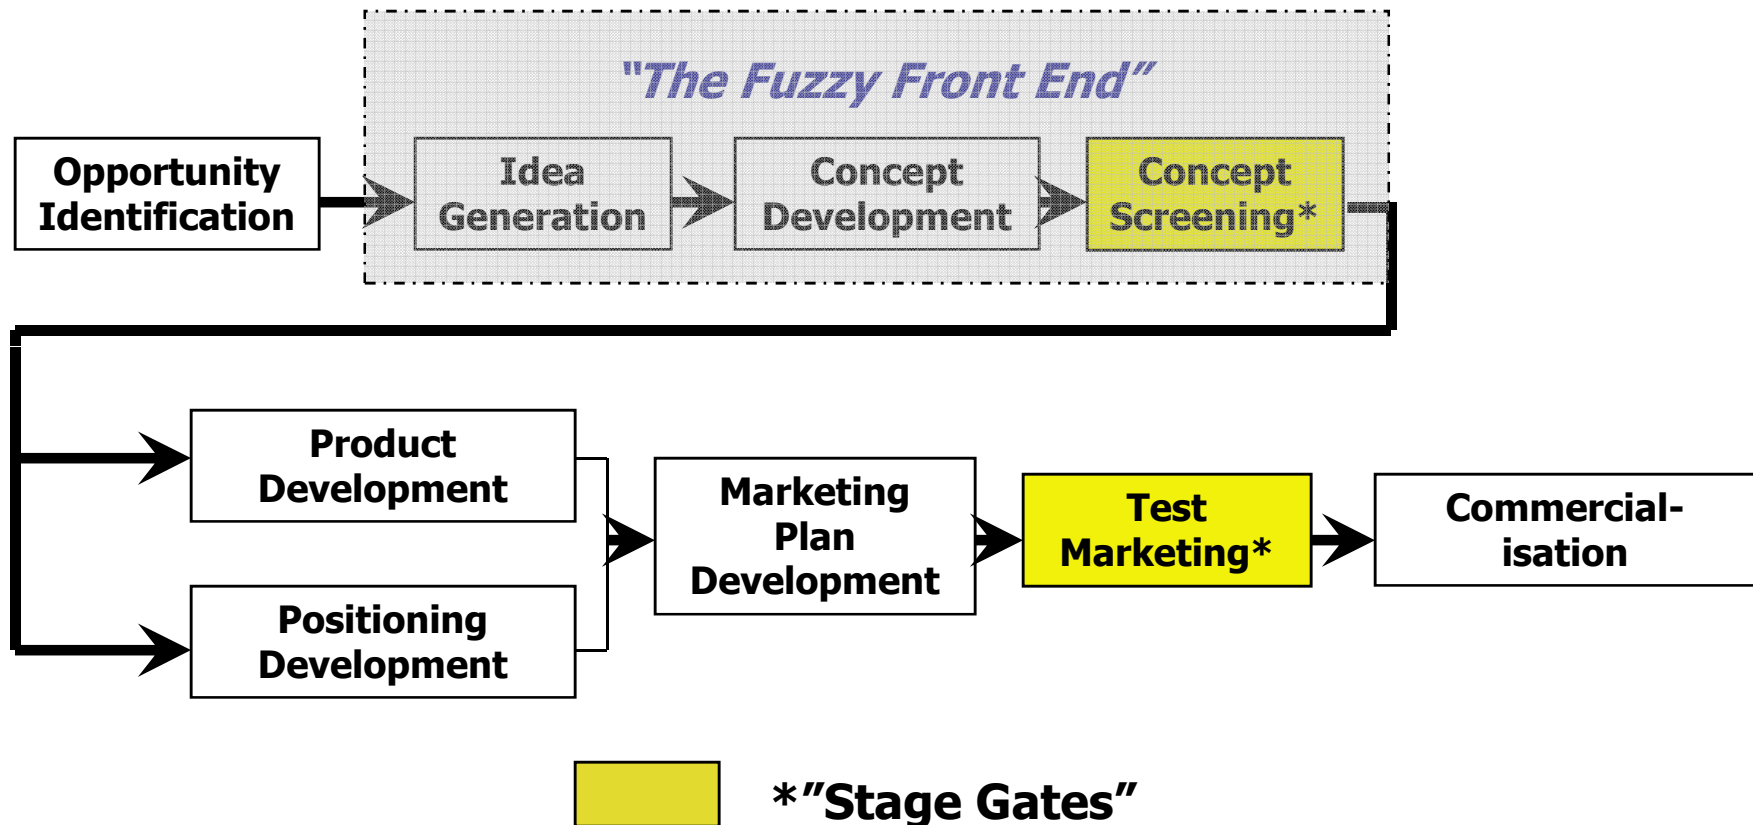 “The Fuzzy Front End”
Opportunity
Identification
Idea
Generation
Concept
Development
Concept
Screening*
Product
Development
Positioning
Development
Marketing
Plan
Development
Test
Marketing*
Commercial-
isation
*”Stage Gates”